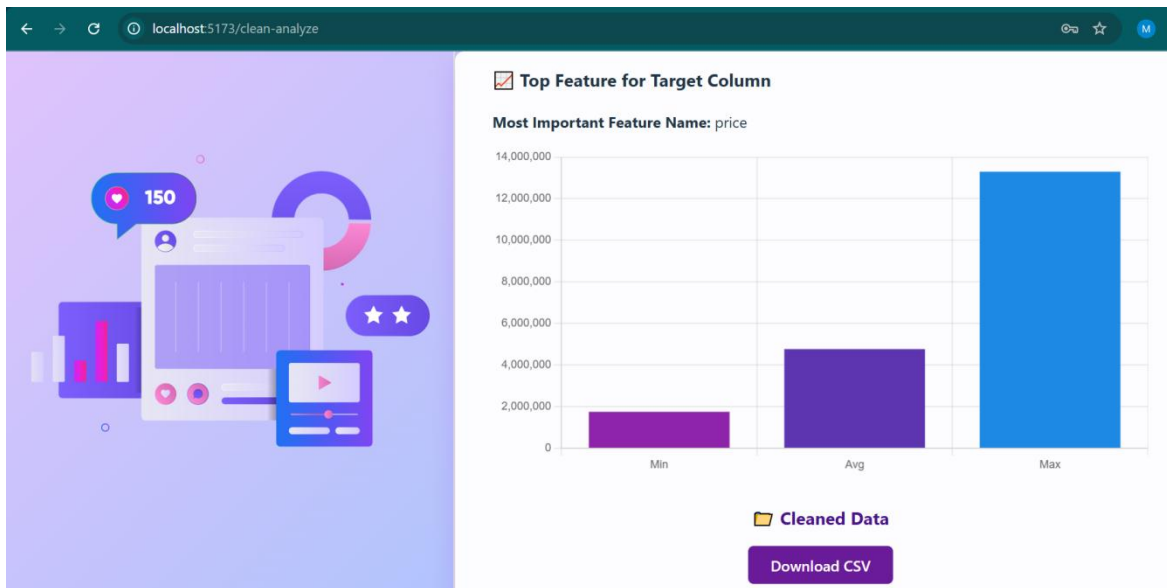 localhost:5173/clean-analyze
M
150
📈 Top Feature for Target Column
Most Important Feature Name: price
14,000,000
12,000,000
10,000,000
8,000,000
6,000,000
4,000,000
2,000,000
0
Min Avg Max
📁 Cleaned Data
Download CSV